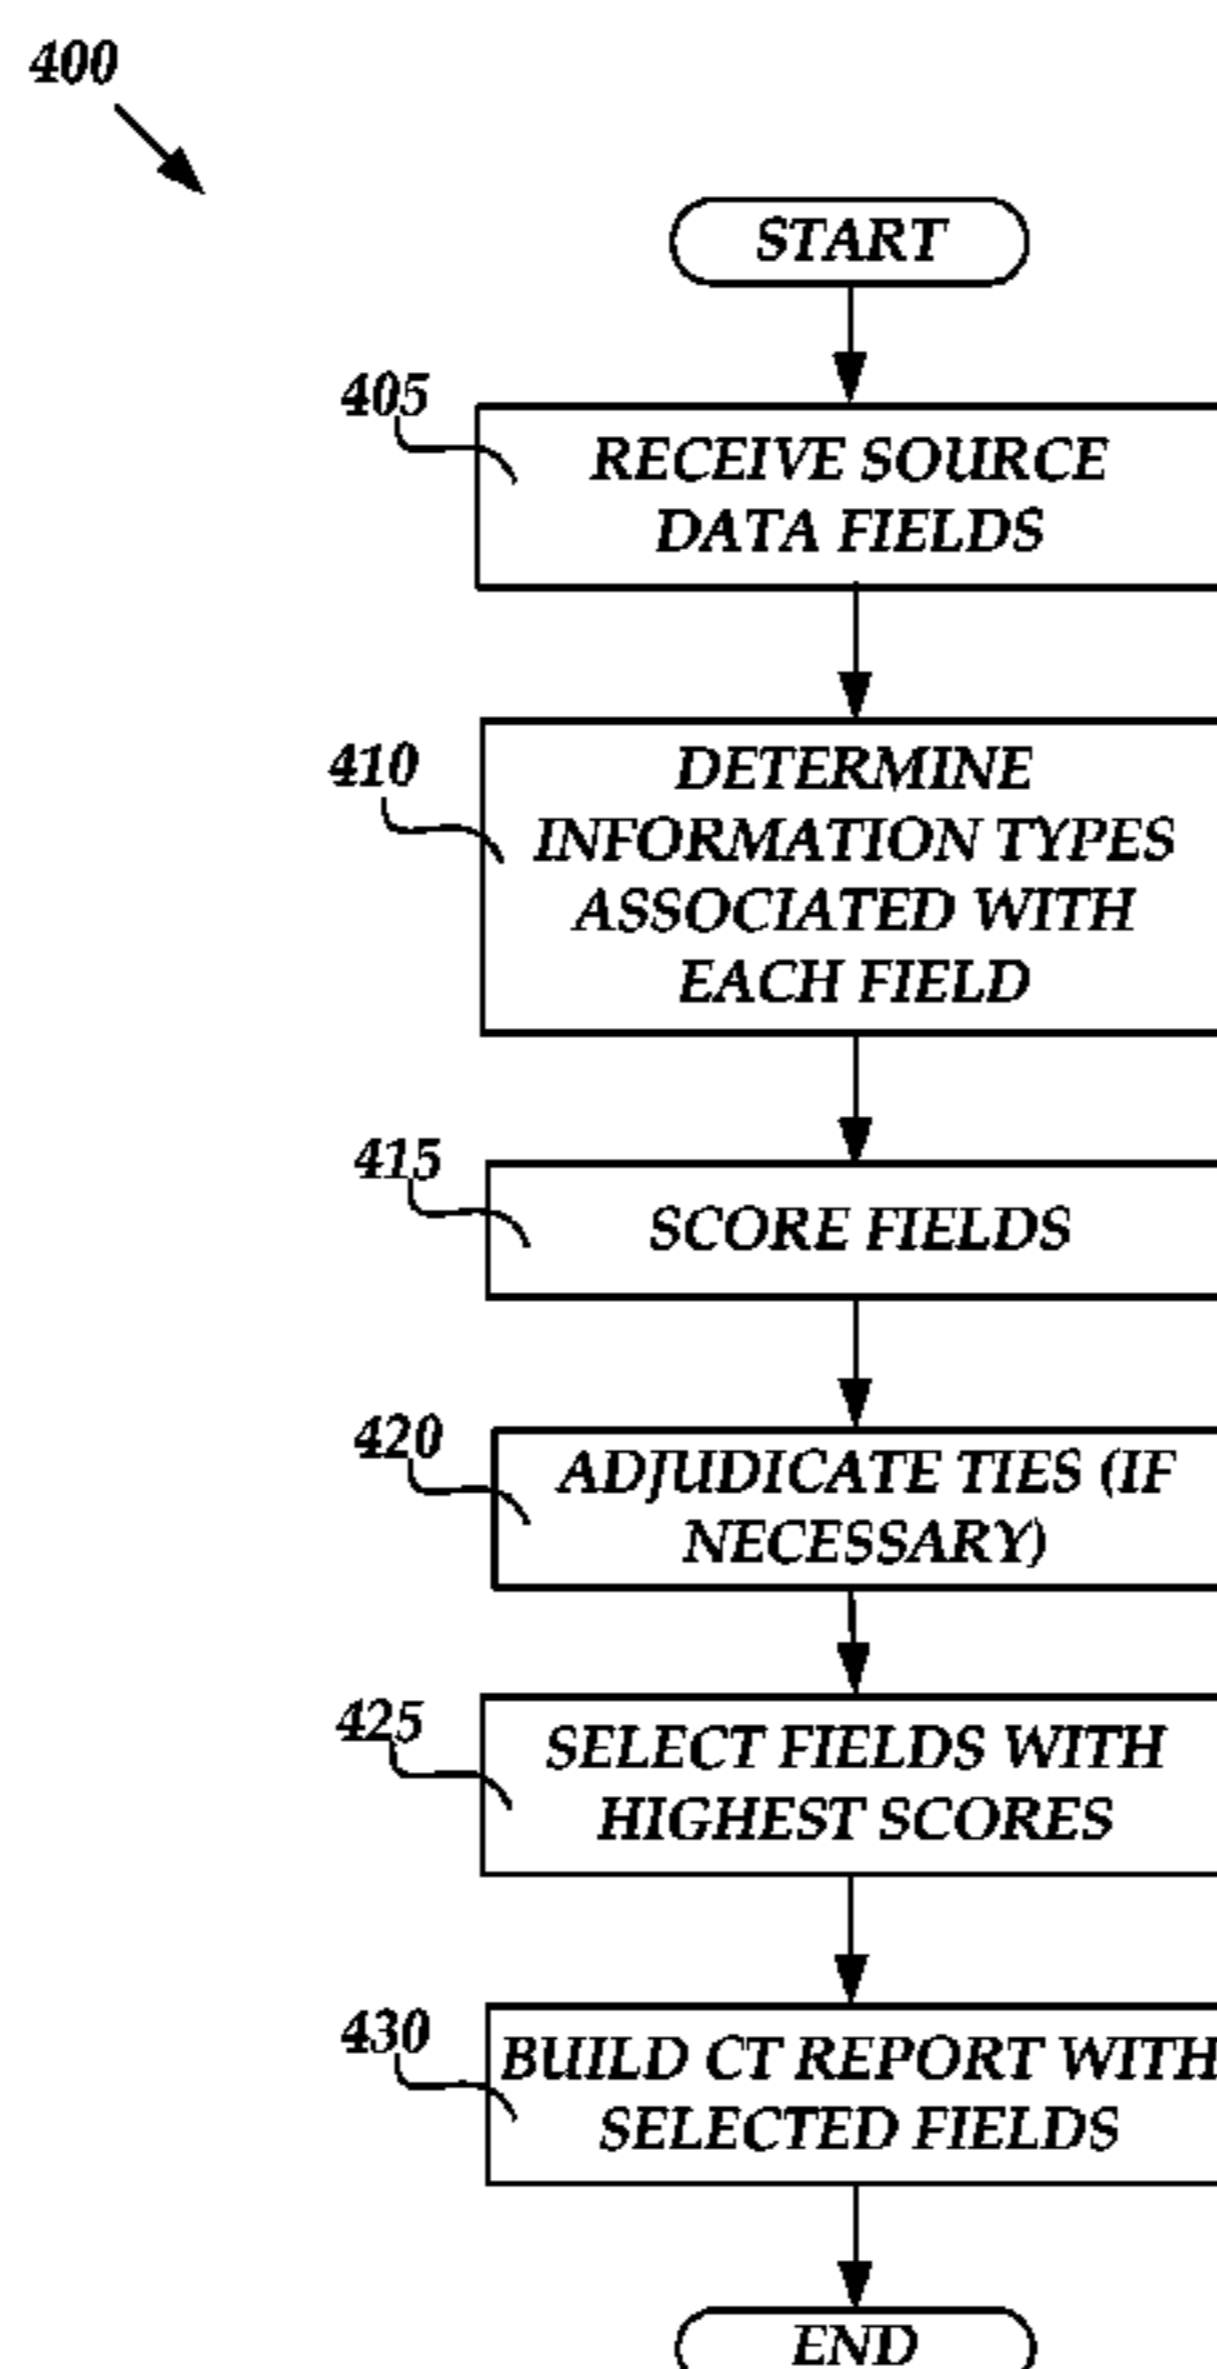 400
START
405
RECEIVE SOURCE
DATA FIELDS
410
DETERMINE
INFORMATION TYPES
ASSOCIATED WITH
EACH FIELD
415
SCORE FIELDS
420
ADJUDICATE TIES (IF
NECESSARY)
425
SELECT FIELDS WITH
HIGHEST SCORES
430
BUILD CT REPORT WITH
SELECTED FIELDS
END